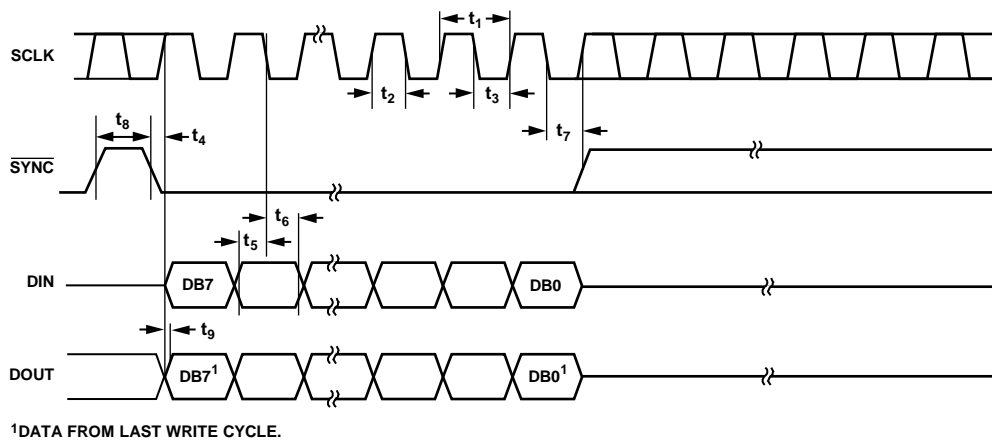 t1
SCLK
t2
t3
t8
t4
t7
SYNC
t6
t5
DIN
DB7
DB0
t9
DOUT
DB7¹
DB0¹
¹DATA FROM LAST WRITE CYCLE.